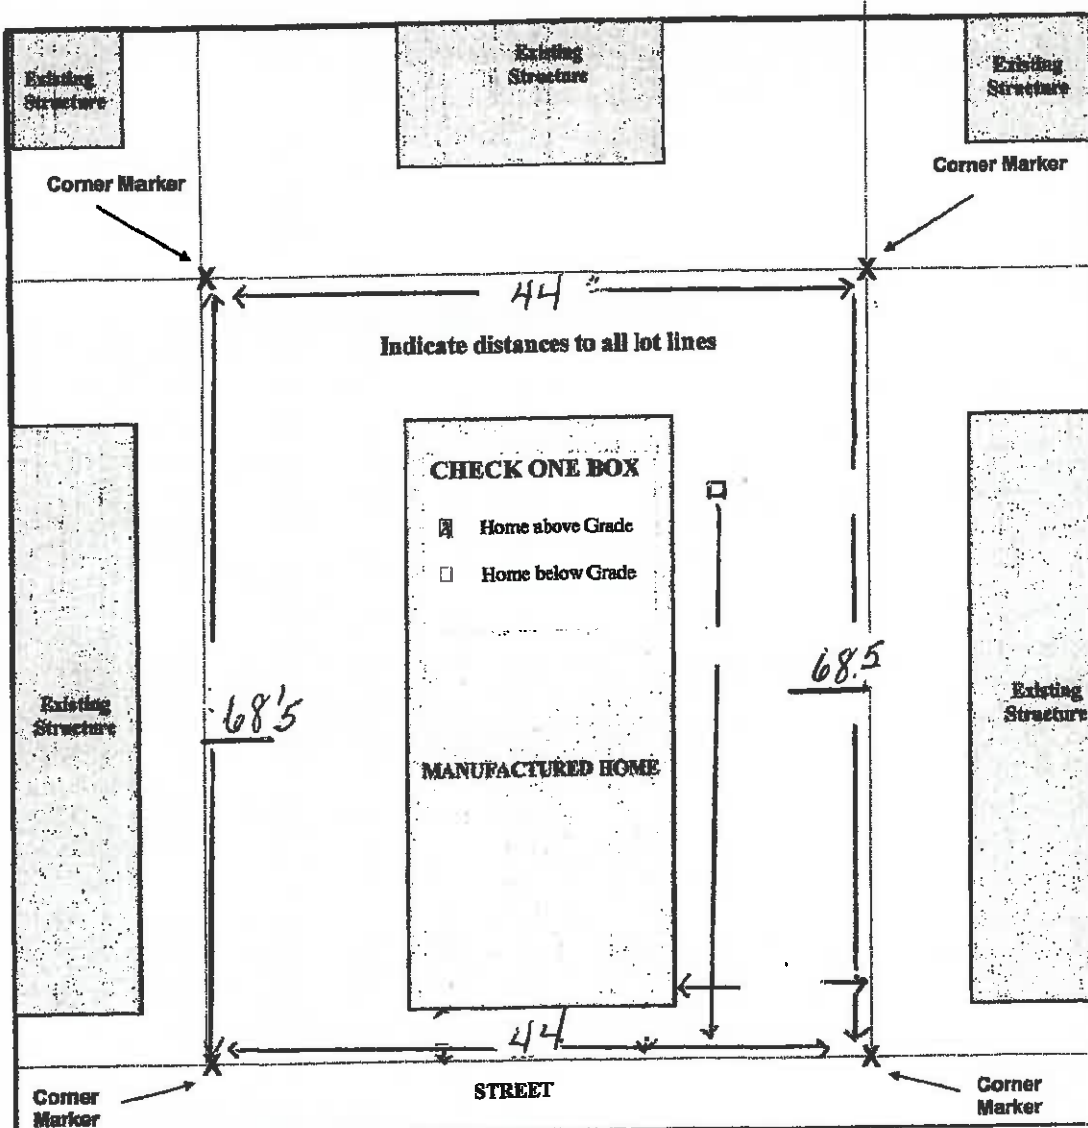 Existing
Structure
Existing
Structure
Existing
Structure
Corner Marker
Corner Marker
X
X
44
Indicate distances to all lot lines
CHECK ONE BOX
Home above Grade
Home below Grade
68'5
68.5
Existing
Structure
Existing
Structure
MANUFACTURED HOME
44
X
X
STREET
Corner
Marker
Corner
Marker